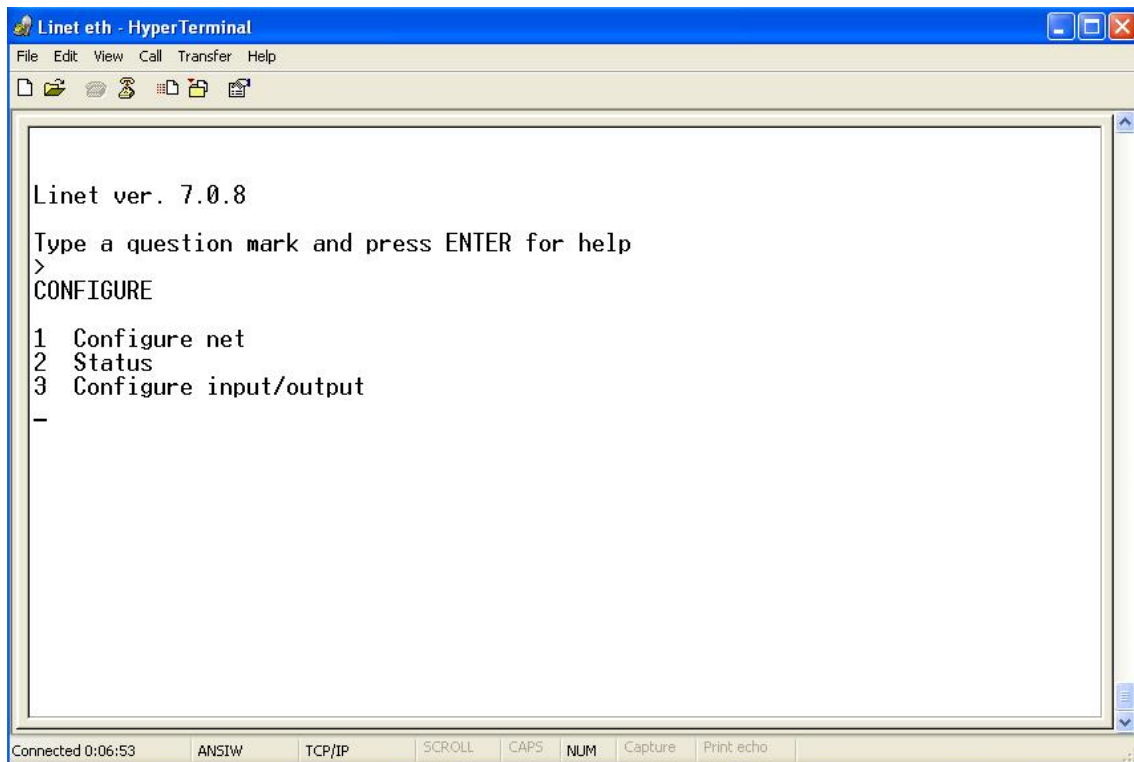 Linet eth - HyperTerminal
File Edit View Call Transfer Help
Linet ver. 7.0.8
Type a question mark and press ENTER for help
>
CONFIGURE
1 Configure net
2 Status
3 Configure input/output
_
Connected 0:06:53 ANSIW TCP/IP SCROLL CAPS NUM Capture Print echo